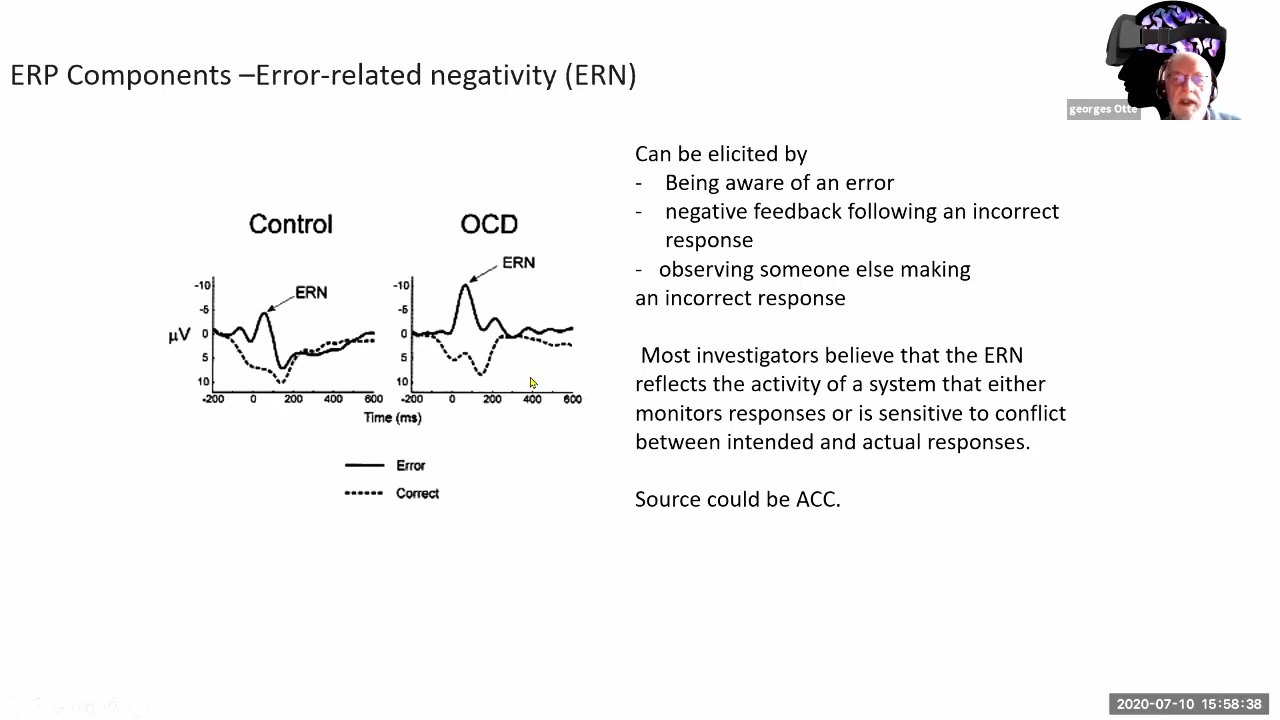 ERP Components –Error-related negativity (ERN)
georges Otte
Can be elicited by
- Being aware of an error
- negative feedback following an incorrect
response
- observing someone else making
an incorrect response
Most investigators believe that the ERN
reflects the activity of a system that either
monitors responses or is sensitive to conflict
between intended and actual responses.
Source could be ACC.
Control
OCD
ERN
ERN
-10
-5
0
5
10
μV
-200 0 200 400 600
-10
-5
0
5
10
-200 0 200 400 600
Time (ms)
Error
Correct
2020-07-10 15:58:38